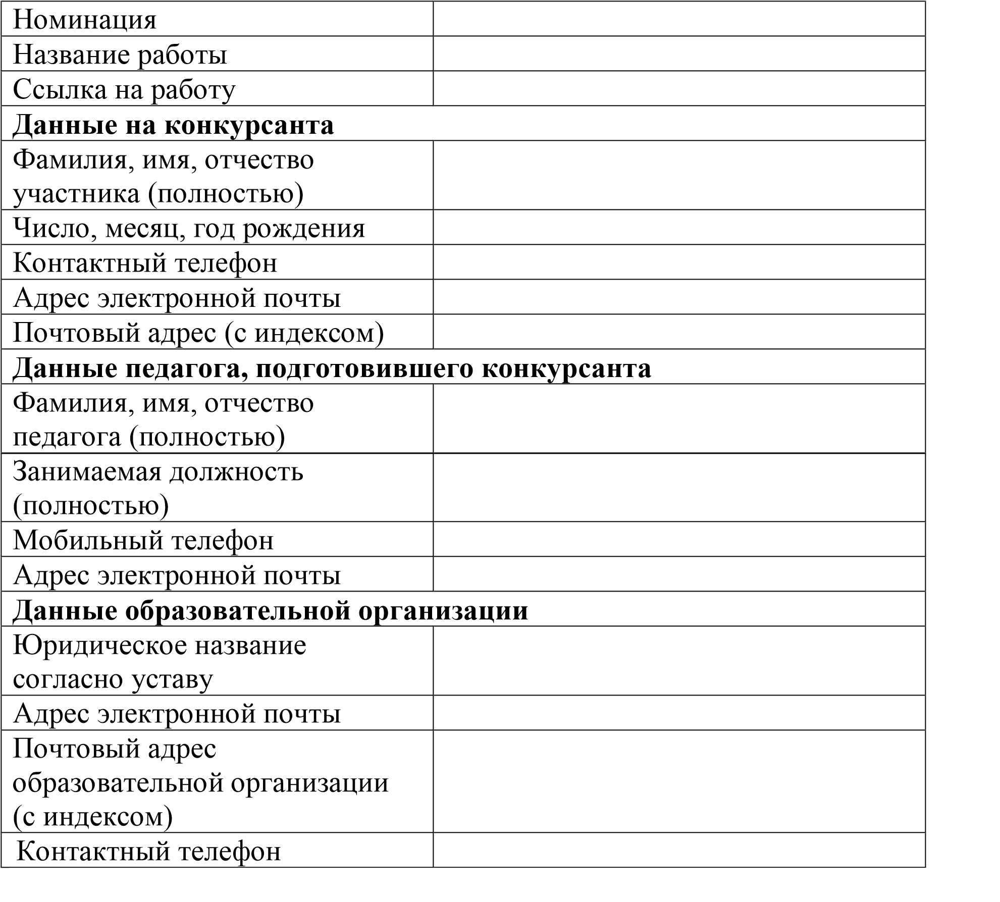 Номинация
Название работы
Ссылка на работу
Данные на конкурсанта
Фамилия, имя, отчество
участника (полностью)
Число, месяц, год рождения
Контактный телефон
Адрес электронной почты
Почтовый адрес (с индексом)
Данные педагога, подготовившего конкурсанта
Фамилия, имя, отчество
педагога (полностью)
Занимаемая должность
(полностью)
Мобильный телефон
Адрес электронной почты
Данные образовательной организации
Юридическое название
согласно уставу
Адрес электронной почты
Почтовый адрес
образовательной организации
(с индексом)
Контактный телефон